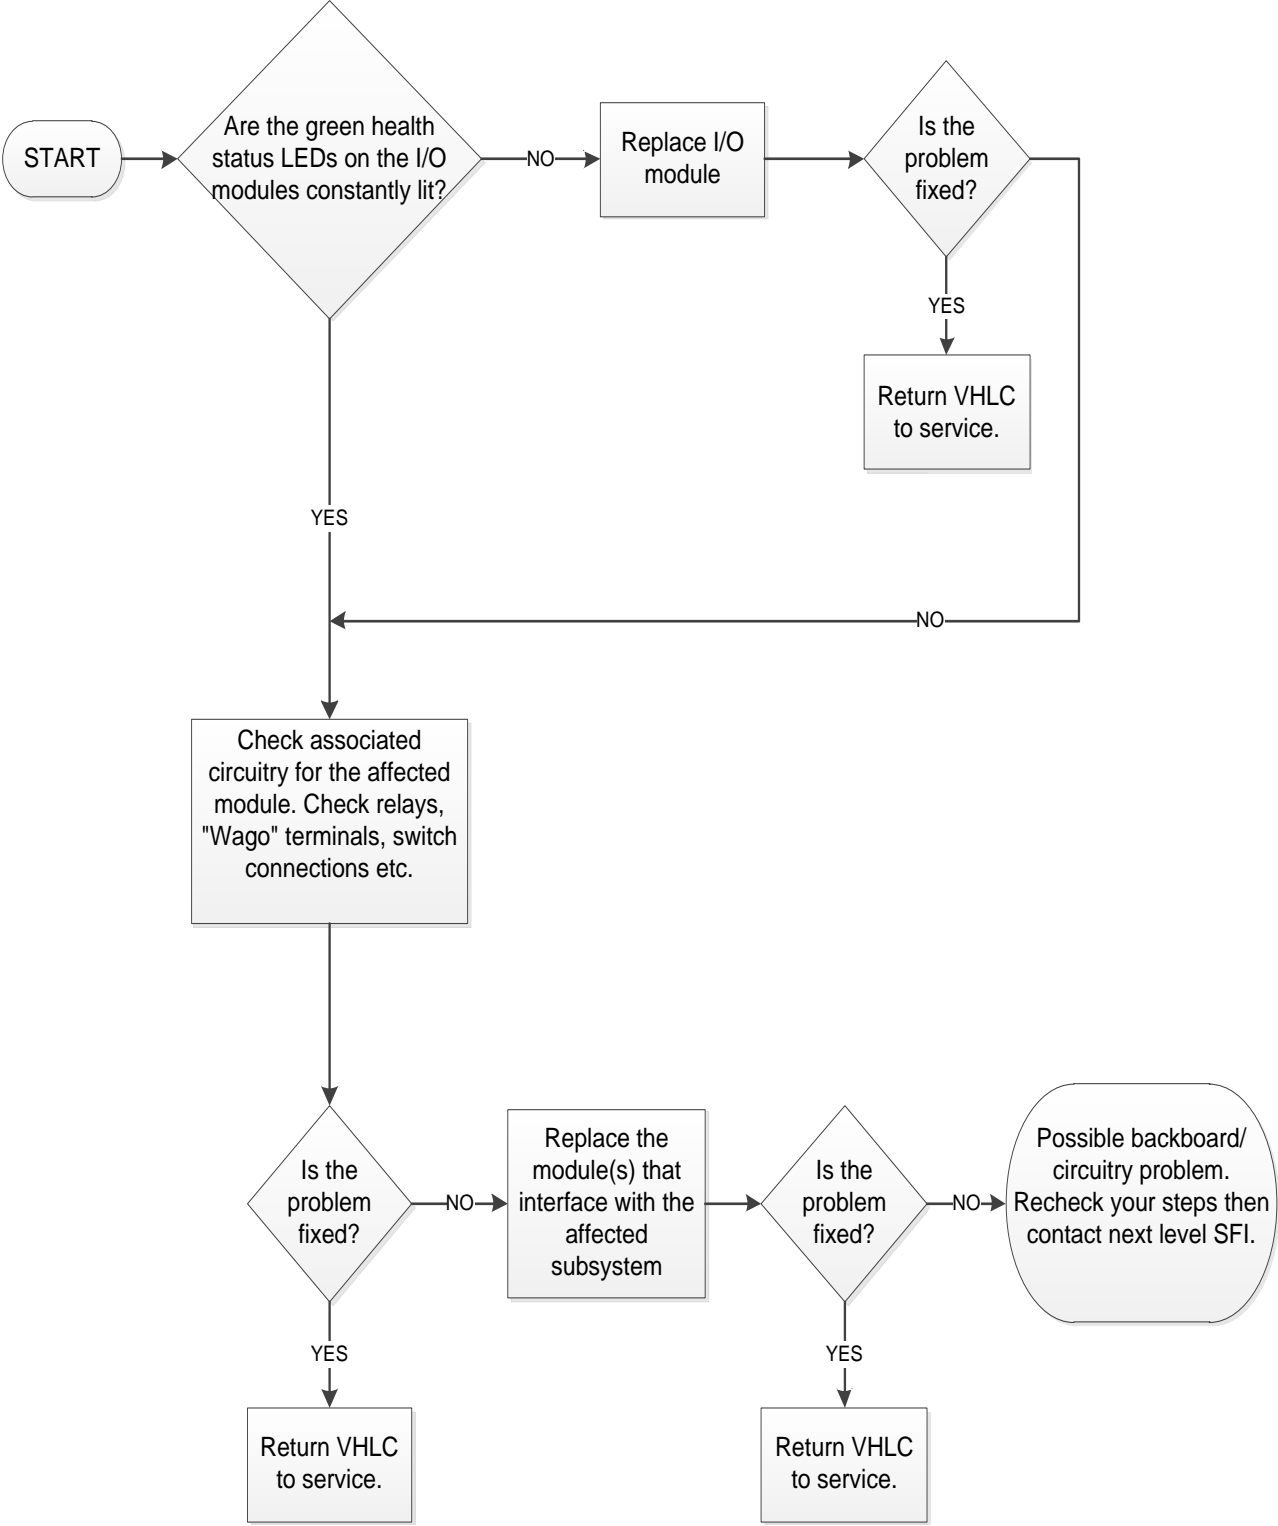 START
Are the green health
status LEDs on the I/O
modules constantly lit?
NO
Replace I/O
module
Is the
problem
fixed?
YES
Return VHLC
to service.
YES
NO
Check associated
circuitry for the affected
module. Check relays,
"Wago" terminals, switch
connections etc.
Is the
problem
fixed?
NO
Replace the
module(s) that
interface with the
affected
subsystem
Is the
problem
fixed?
NO
Possible backboard/
circuitry problem.
Recheck your steps then
contact next level SFI.
YES
Return VHLC
to service.
YES
Return VHLC
to service.